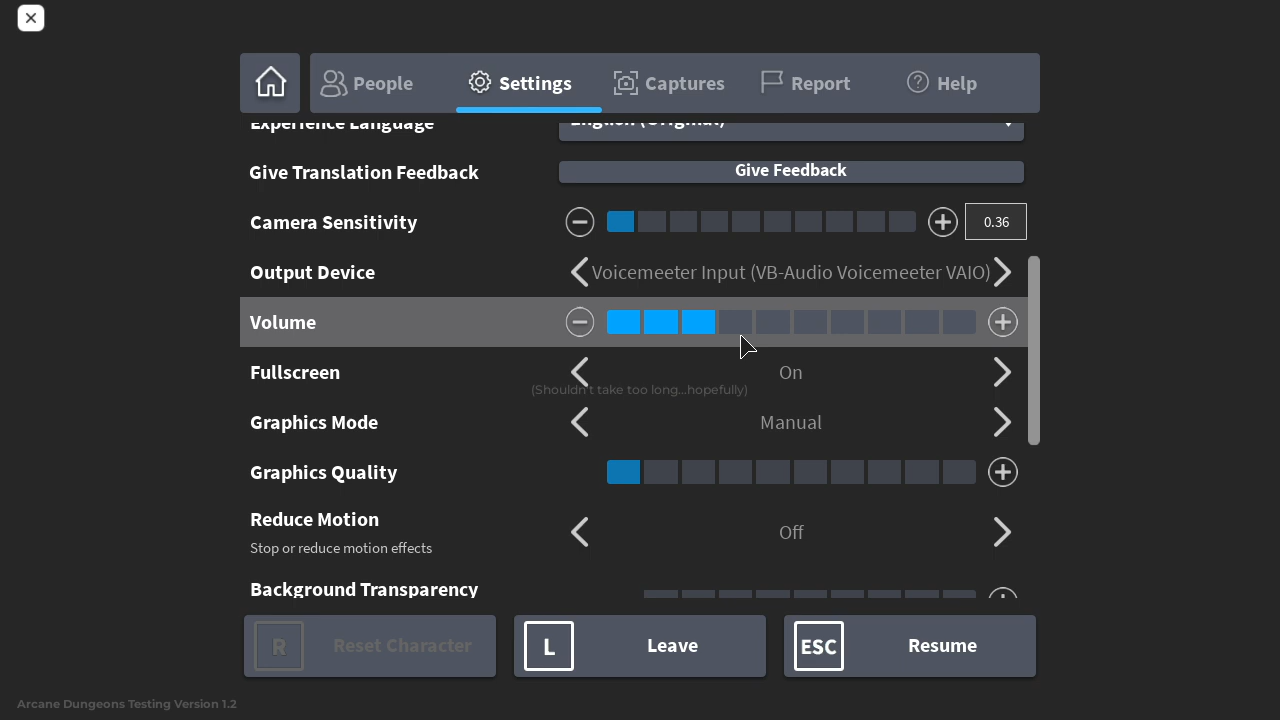 People
Settings
Captures
Report
Help
Experience Language
English (Original)
Give Translation Feedback
Give Feedback
Camera Sensitivity
0.36
Output Device
Voicemeeter Input (VB-Audio Voicemeeter VAIO)
Volume
Fullscreen
On
(Shouldn't take too long...hopefully)
Graphics Mode
Manual
Graphics Quality
Reduce Motion
Off
Stop or reduce motion effects
Background Transparency
R
Reset Character
L
Leave
ESC
Resume
Arcane Dungeons Testing Version 1.2